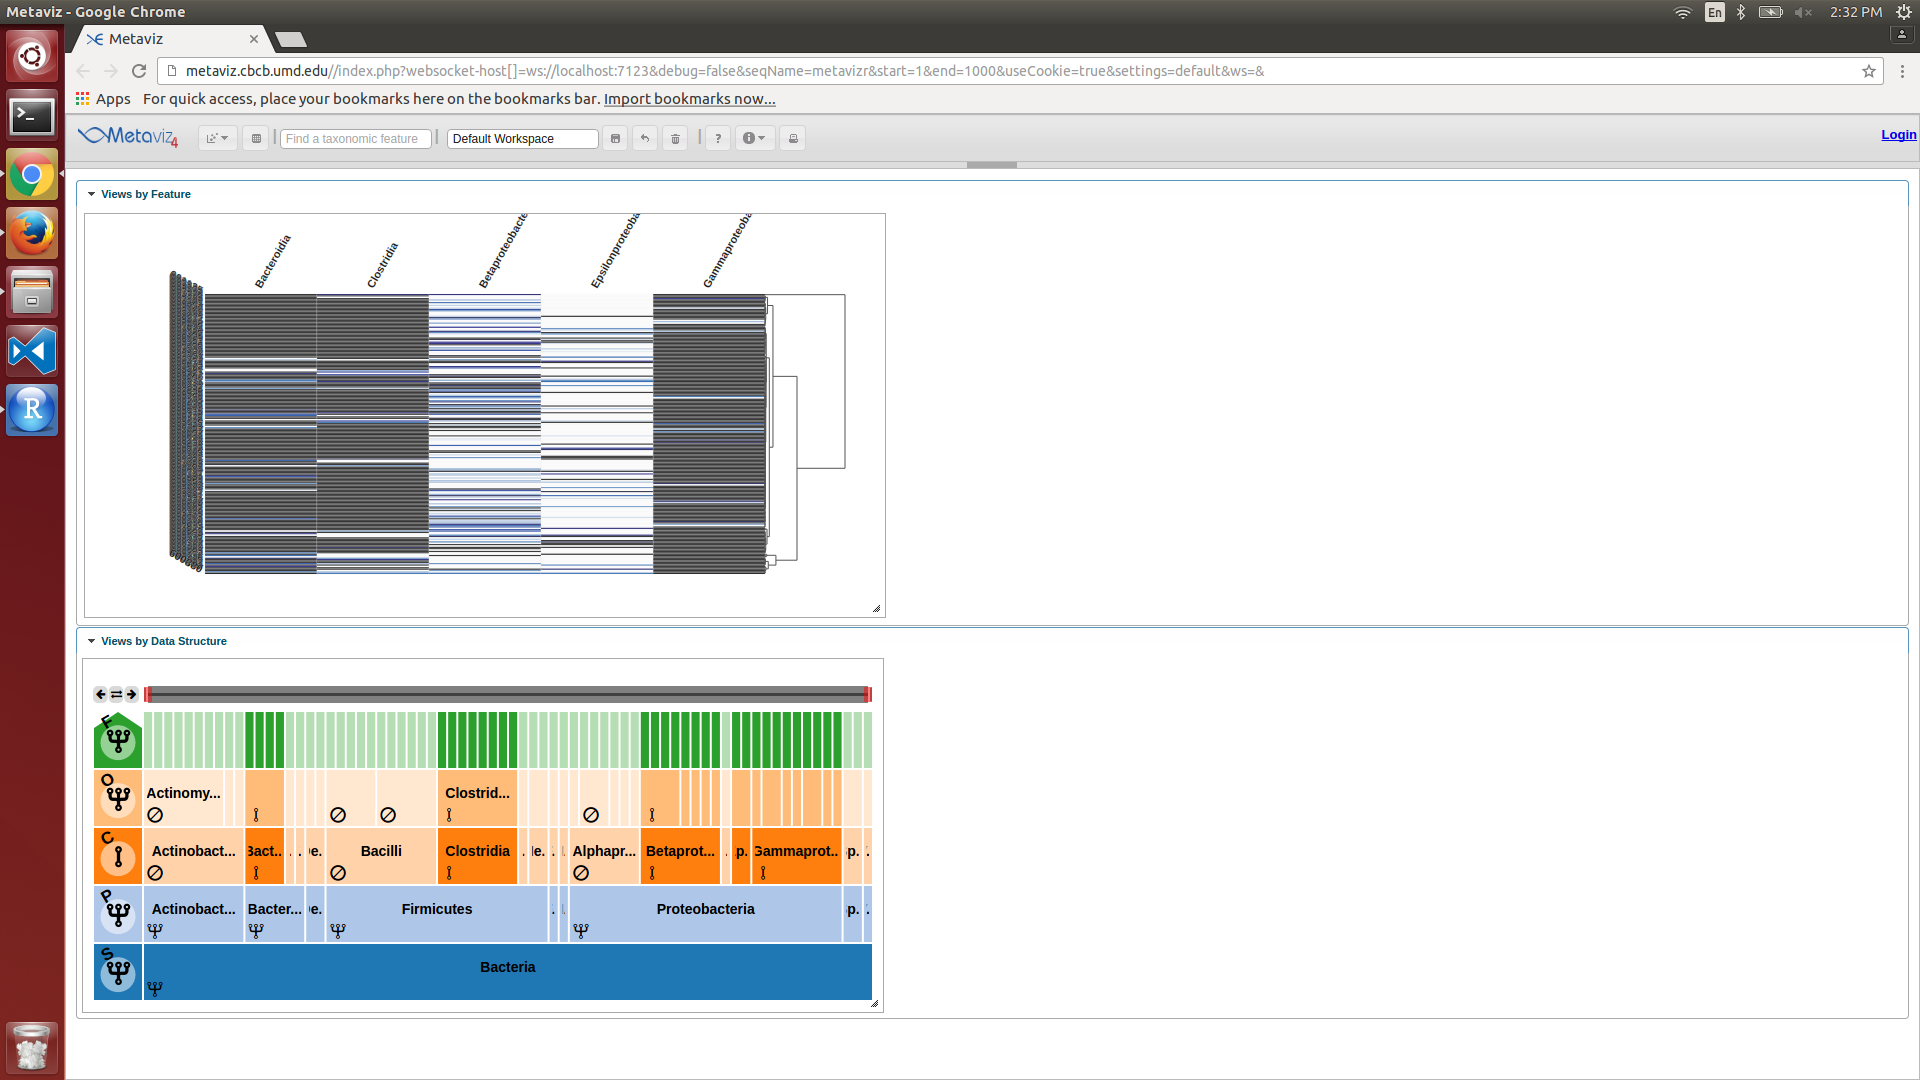 Metaviz - Google Chrome
En
2:32 PM
Metaviz
metaviz.cbcb.umd.edu//index.php?websocket-host[]=ws://localhost:7123&debug=false&seqName=metavizr&start=1&end=1000&useCookie=true&settings=default&ws=&
Apps For quick access, place your bookmarks here on the bookmarks bar. Import bookmarks now...
Metaviz4
Find a taxonomic feature
Default Workspace
?
Login
Views by Feature
Bacteroidia
Clostridia
Betaproteobacte
Epsilonproteoba
Gammaproteoba
Views by Data Structure
F
O
Actinomy...
Clostrid...
C
Actinobact...
Bact..
Bacilli
Clostridia
Alphapr...
Betaprot...
Gammaprot..
P
Actinobact...
Bacter...
Firmicutes
Proteobacteria
S
Bacteria
R